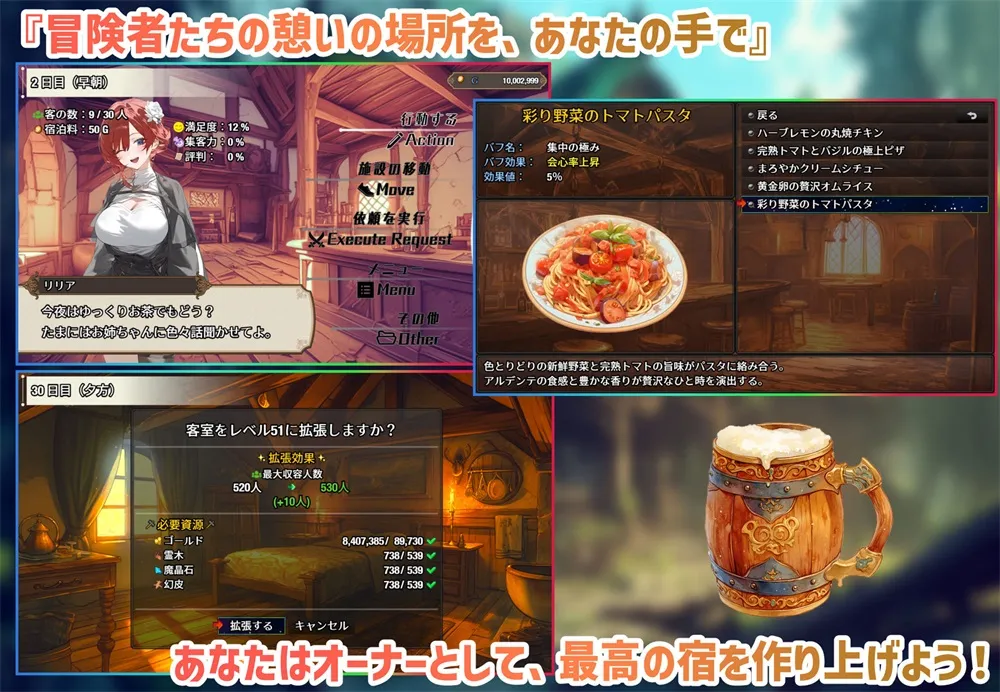 『冒険者たちの憩いの場所を、あなたの手で』
2日目（早朝）
G 10,002,999
客の数：9/30人
宿泊料：50G
満足度：12%
集客力：0%
評判：0%
行動する
Action
施設の移動
Move
依頼を実行
Execute Request
メニュー
Menu
その他
Other
リリア
今夜はゆっくりお茶でもどう？
たまにはお姉ちゃんに色々話聞かせてよ。
彩り野菜のトマトパスタ
バフ名：集中の極み
バフ効果：会心率上昇
効果値：5%
戻る
ハーブレモンの丸焼チキン
完熟トマトとバジルの極上ピザ
まろやかクリームシチュー
黄金卵の贅沢オムライス
彩り野菜のトマトパスタ
色とりどりの新鮮野菜と完熟トマトの旨味がパスタに絡み合う。
アルデンテの食感と豊かな香りが贅沢なひと時を演出する。
30日目（夕方）
客室をレベル51に拡張しますか？
拡張効果
最大収容人数
520人 → 530人
(+10人)
必要資源
ゴールド 8,407,385/ 89,730
霊木 738/ 539
魔晶石 738/ 539
幻皮 738/ 539
拡張する キャンセル
あなたはオーナーとして、最高の宿を作り上げよう！